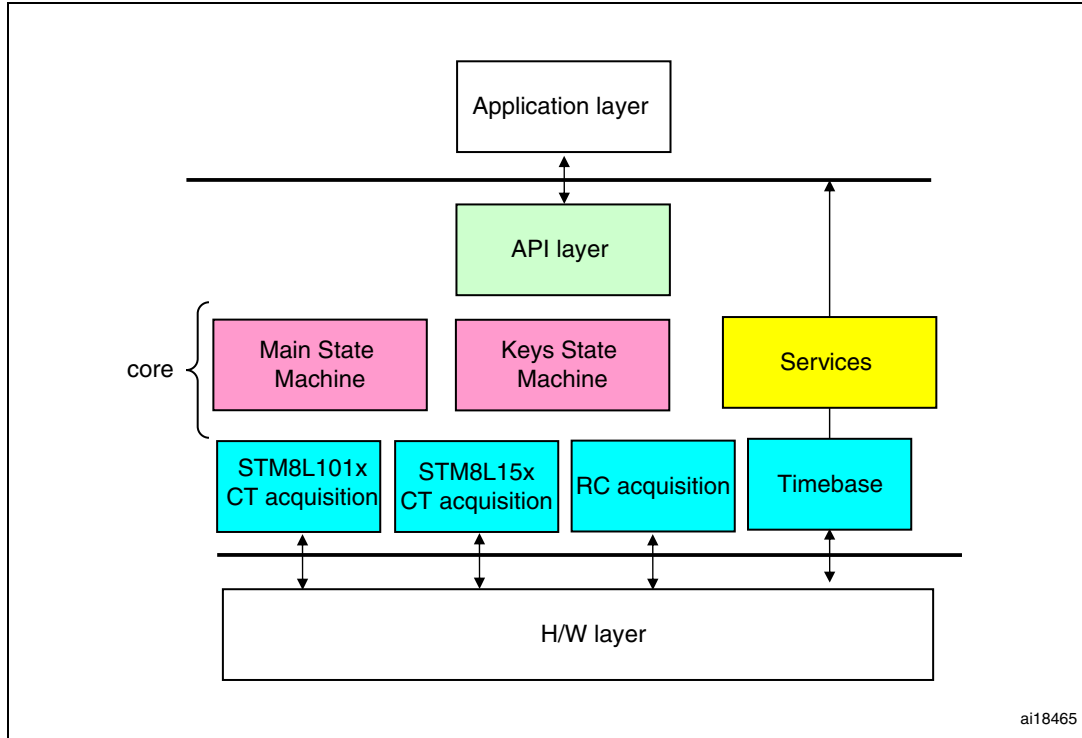 Application layer
API layer
core
Main State
Machine
Keys State
Machine
Services
STM8L101x
CT acquisition
STM8L15x
CT acquisition
RC acquisition
Timebase
H/W layer
ai18465